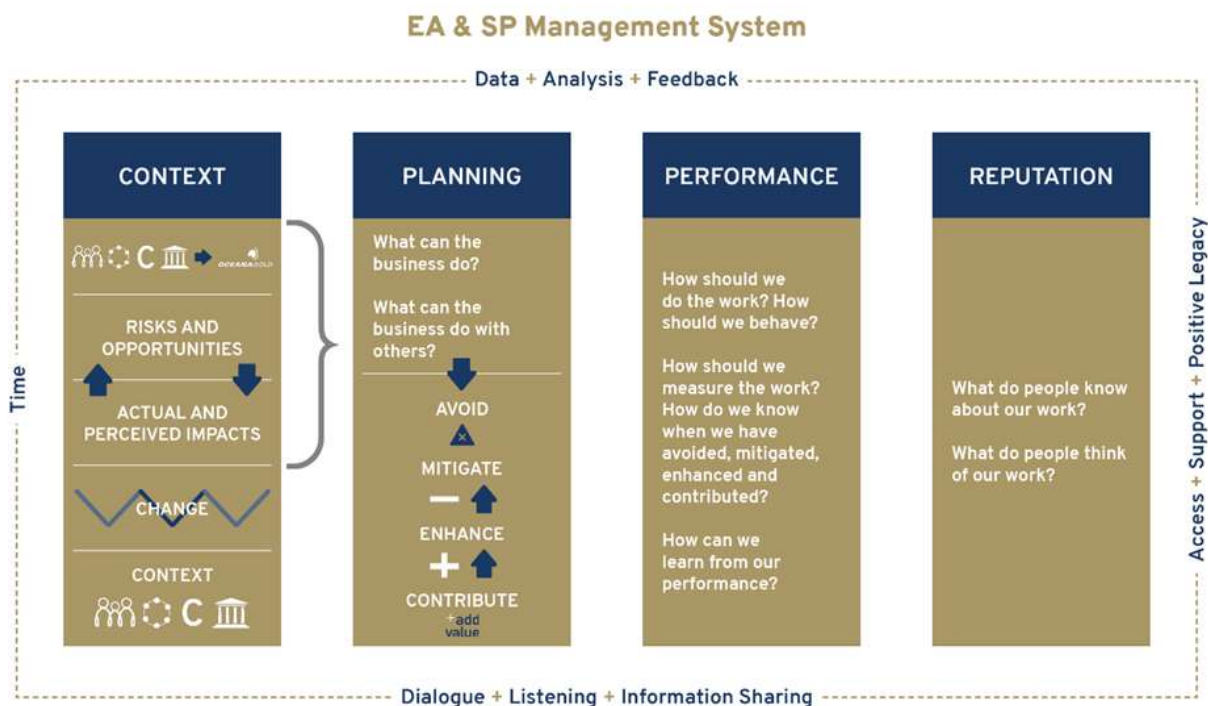 EA & SP Management System
Data + Analysis + Feedback
CONTEXT
C
OCEANAGOLD
RISKS AND
OPPORTUNITIES
ACTUAL AND
PERCEIVED IMPACTS
CHANGE
CONTEXT
C
PLANNING
What can the
business do?
What can the
business do with
others?
AVOID
MITIGATE
ENHANCE
CONTRIBUTE
+add
value
PERFORMANCE
How should we
do the work? How
should we behave?
How should we
measure the work?
How do we know
when we have
avoided, mitigated,
enhanced and
contributed?
How can we
learn from our
performance?
REPUTATION
What do people know
about our work?
What do people think
of our work?
Time
Access + Support + Positive Legacy
Dialogue + Listening + Information Sharing